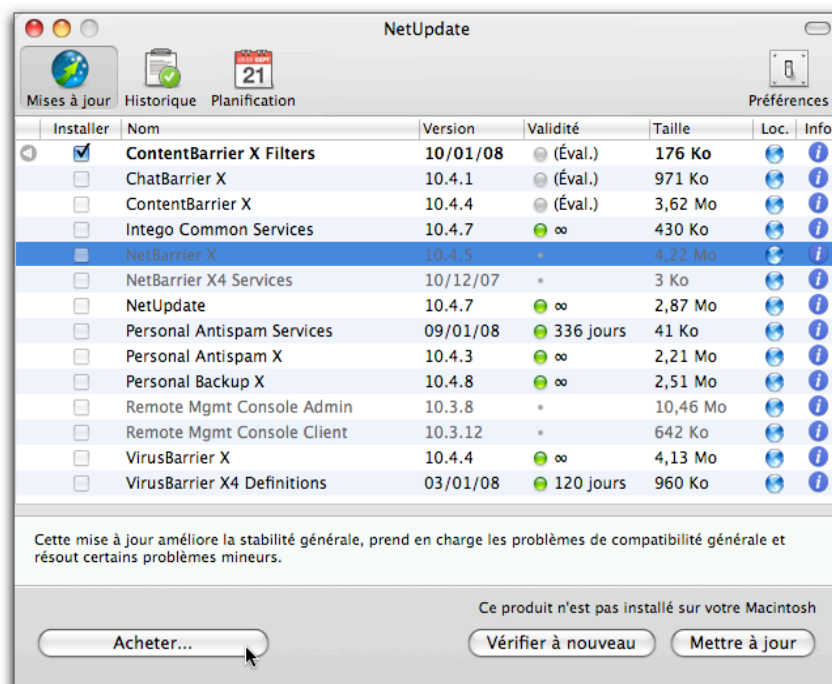 NetUpdate
Mises à jour Historique Planification Préférences
21
Installer Nom Version Validité Taille Loc. Info
ContentBarrier X Filters 10/01/08 (Éval.) 176 Ko
ChatBarrier X 10.4.1 (Éval.) 971 Ko
ContentBarrier X 10.4.4 (Éval.) 3,62 Mo
Intego Common Services 10.4.7 ∞ 430 Ko
NetBarrier X 10.4.5 4,22 Mo
NetBarrier X4 Services 10/12/07 3 Ko
NetUpdate 10.4.7 ∞ 2,87 Mo
Personal Antispam Services 09/01/08 336 jours 41 Ko
Personal Antispam X 10.4.3 ∞ 2,21 Mo
Personal Backup X 10.4.8 ∞ 2,51 Mo
Remote Mgmt Console Admin 10.3.8 10,46 Mo
Remote Mgmt Console Client 10.3.12 642 Ko
VirusBarrier X 10.4.4 ∞ 4,13 Mo
VirusBarrier X4 Definitions 03/01/08 120 jours 960 Ko
Cette mise à jour améliore la stabilité générale, prend en charge les problèmes de compatibilité générale et
résout certains problèmes mineurs.
Ce produit n'est pas installé sur votre Macintosh
Acheter... Vérifier à nouveau Mettre à jour